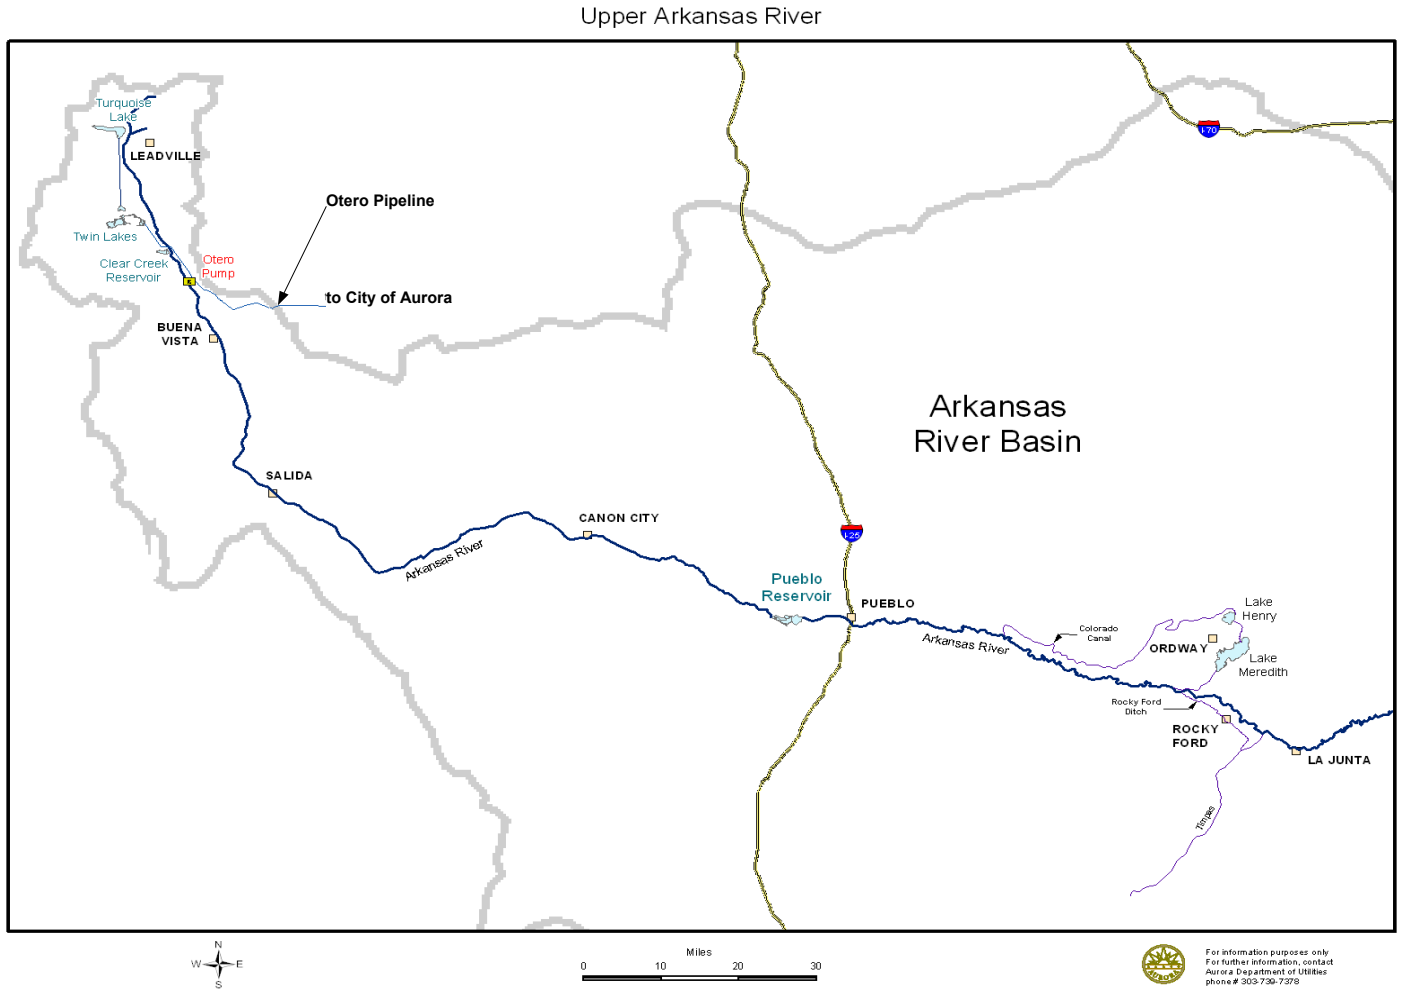 Upper Arkansas River
I-70
Turquoise
Lake
LEADVILLE
Otero Pipeline
Twin Lakes
Clear Creek
Reservoir
Otero
Pump
to City of Aurora
BUENA
VISTA
Arkansas
River Basin
SALIDA
CANON CITY
I-25
Arkansas River
Pueblo
Reservoir
PUEBLO
Arkansas River
Colorado
Canal
Lake
Henry
ORDWAY
Lake
Meredith
Rocky Ford
Ditch
ROCKY
FORD
LA JUNTA
Timpas
N
W E
S
Miles
0 10 20 30
AURORA
For information purposes only
For further information, contact
Aurora Department of Utilities
phone # 303-739-7378